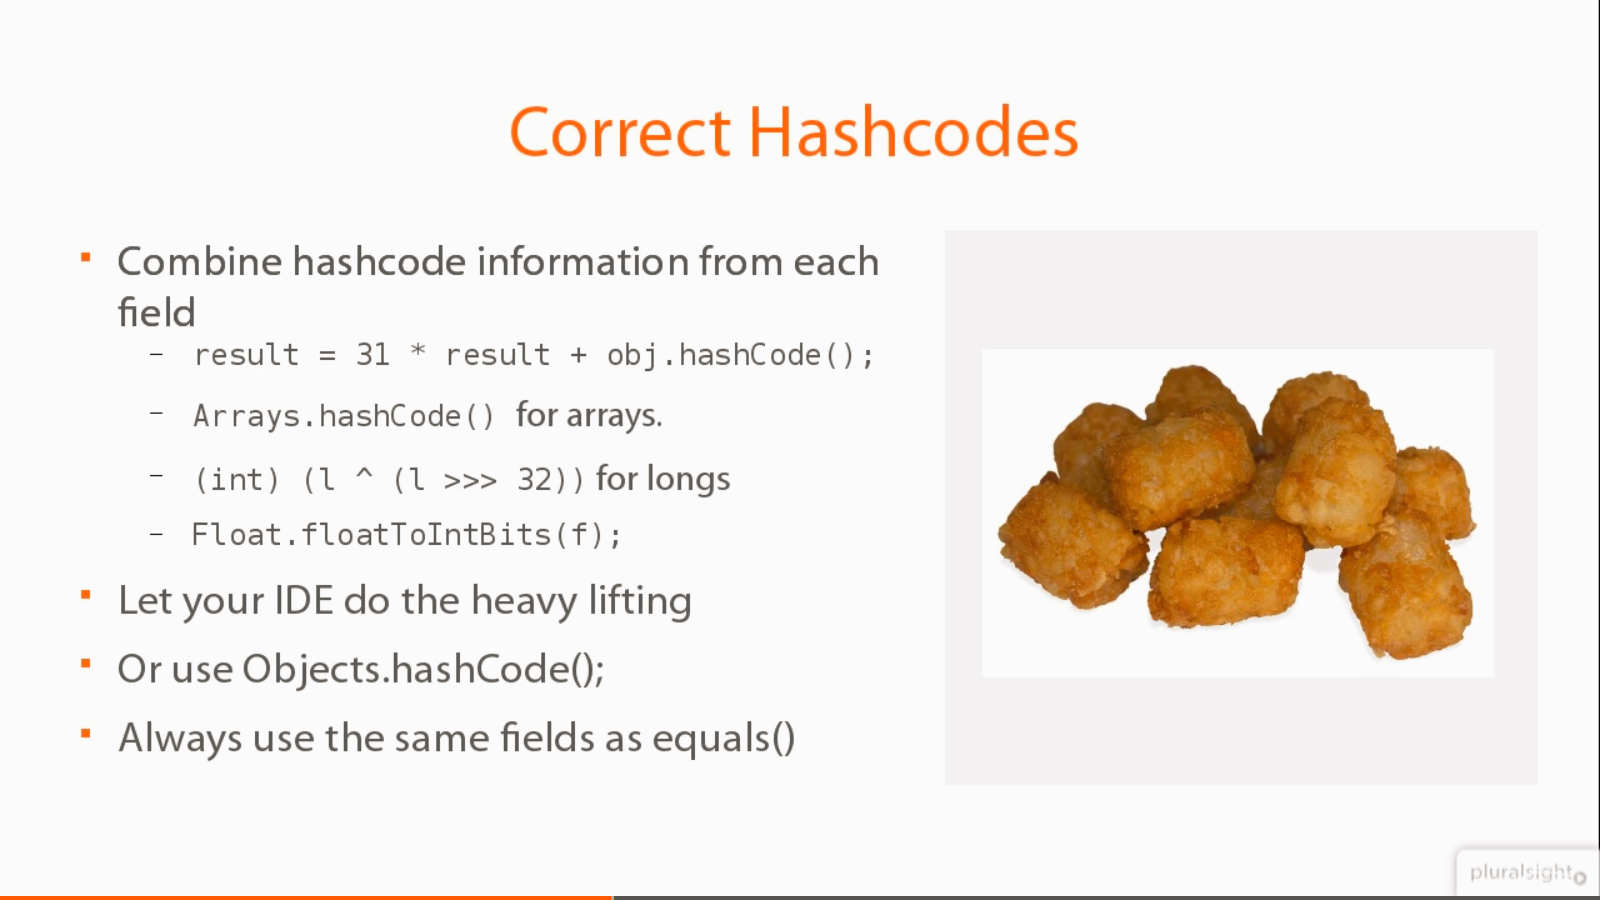 Correct Hashcodes
Combine hashcode information from each
field
– result = 31 * result + obj.hashCode();
– Arrays.hashCode() for arrays.
– (int) (l ^ (l >>> 32)) for longs
– Float.floatToIntBits(f);
Let your IDE do the heavy lifting
Or use Objects.hashCode();
Always use the same fields as equals()
pluralsight